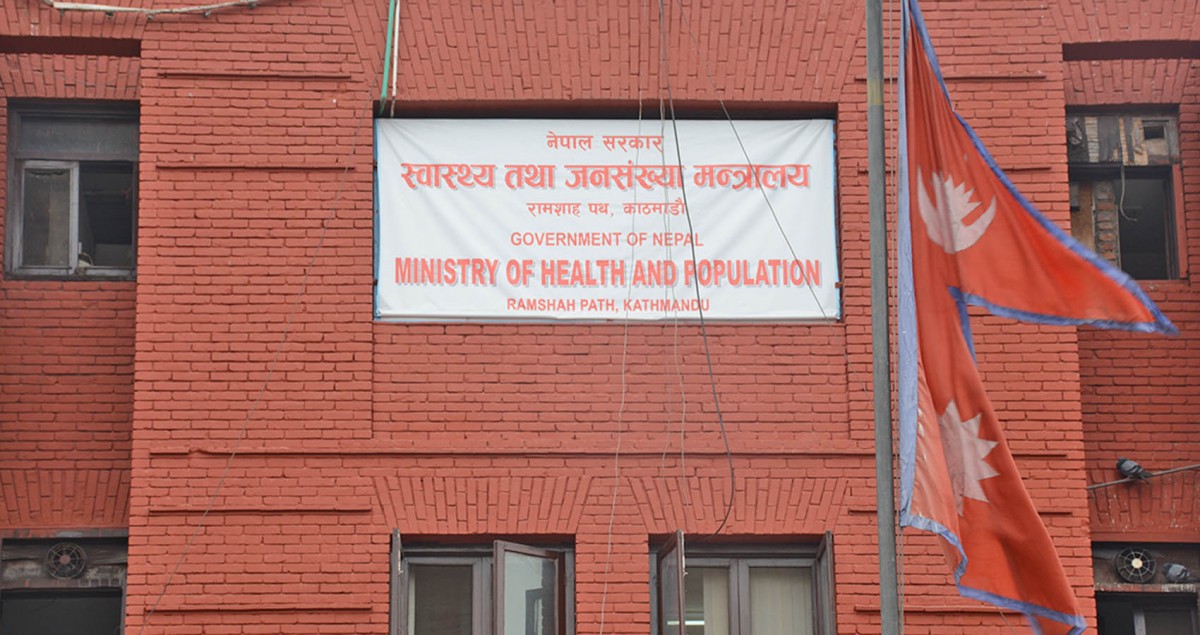 नेपाल सरकार
स्वास्थ्य तथा जनसंख्या मन्त्रालय
रामशाह पथ, काठमाडौं
GOVERNMENT OF NEPAL
MINISTRY OF HEALTH AND POPULATION
RAMSHAH PATH, KATHMANDU